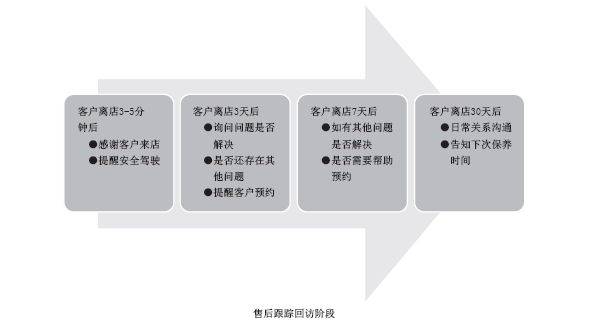 客户离店3-5分
钟后
●感谢客户来店
●提醒安全驾驶
客户离店3天后
●询问问题是否
解决
●是否还存在其
他问题
●提醒客户预约
客户离店7天后
●如有其他问题
是否解决
●是否需要帮助
预约
客户离店30天后
●日常关系沟通
●告知下次保养
时间
售后跟踪回访阶段